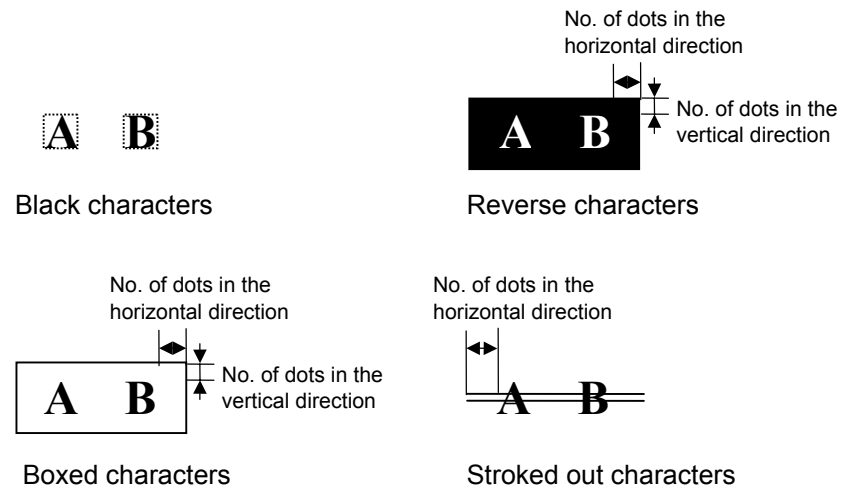 No. of dots in the
horizontal direction
No. of dots in the
vertical direction
A B
A B
Black characters
Reverse characters
No. of dots in the
horizontal direction
No. of dots in the
vertical direction
A B
Boxed characters
No. of dots in the
horizontal direction
A B
Stroked out characters